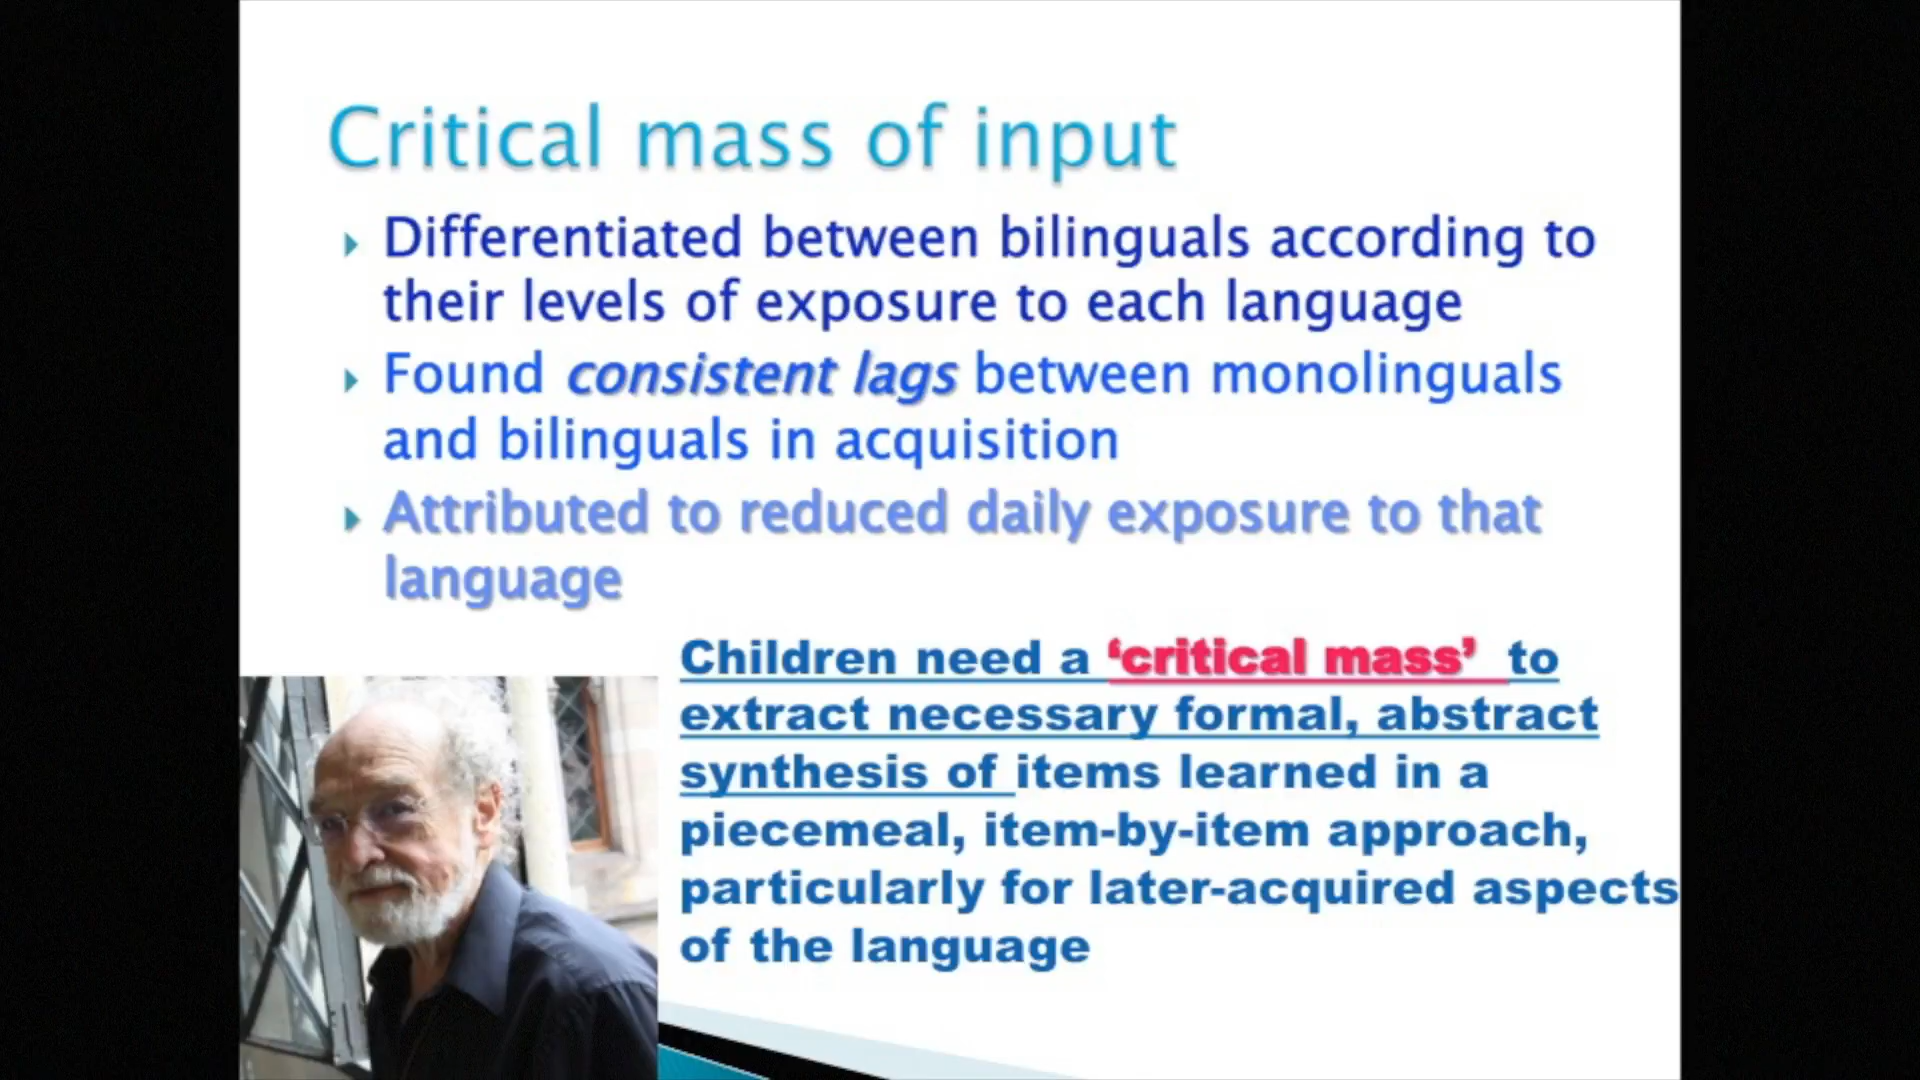 Critical mass of input
Differentiated between bilinguals according to
their levels of exposure to each language
Found consistent lags between monolinguals
and bilinguals in acquisition
Attributed to reduced daily exposure to that
language
Children need a ‘critical mass’ to
extract necessary formal, abstract
synthesis of items learned in a
piecemeal, item-by-item approach,
particularly for later-acquired aspects
of the language